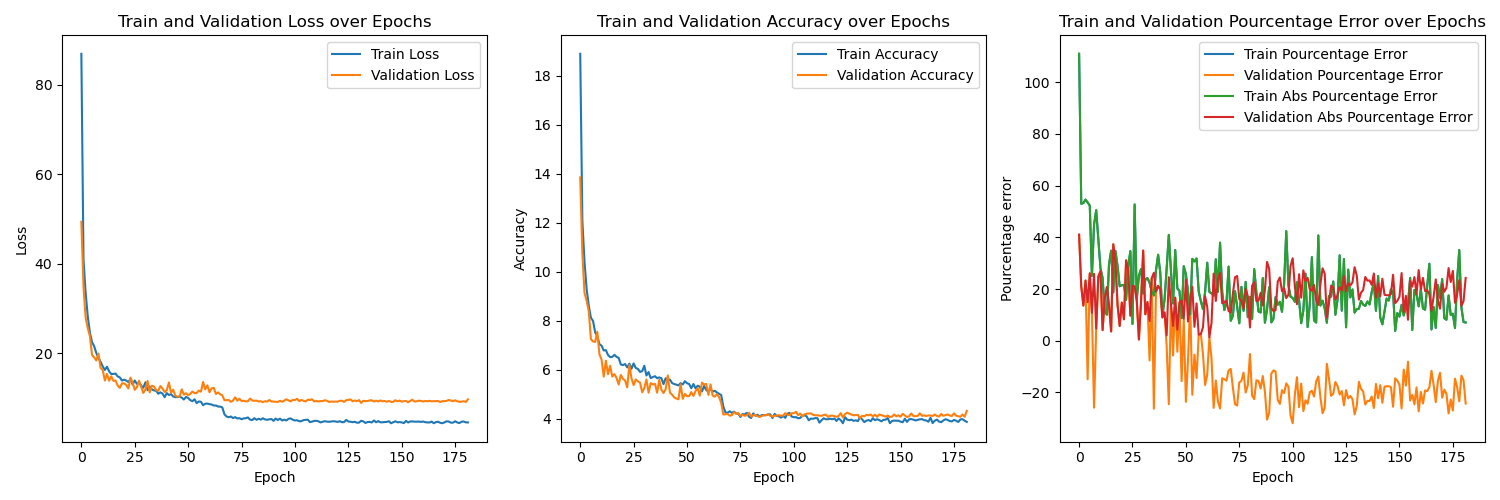 Train and Validation Loss over Epochs
Train Loss
Validation Loss
80
60
40
20
Loss
0
25
50
75
100
125
150
175
Epoch
Train and Validation Accuracy over Epochs
Train Accuracy
Validation Accuracy
18
16
14
12
10
8
6
4
Accuracy
0
25
50
75
100
125
150
175
Epoch
Train and Validation Pourcentage Error over Epochs
Train Pourcentage Error
Validation Pourcentage Error
Train Abs Pourcentage Error
Validation Abs Pourcentage Error
100
80
60
40
20
0
−20
Pourcentage error
0
25
50
75
100
125
150
175
Epoch